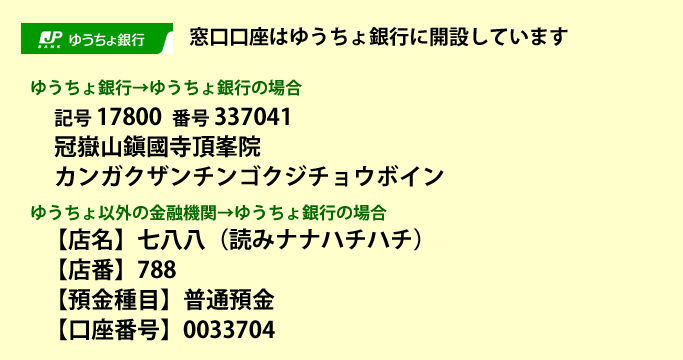 JP BANK ゆうちょ銀行 窓口口座はゆうちょ銀行に開設しています
ゆうちょ銀行→ゆうちょ銀行の場合
記号 17800 番号 337041
冠嶽山鎭國寺頂峯院
カンガクザンチンゴクジチョウボイン
ゆうちょ以外の金融機関→ゆうちょ銀行の場合
【店名】七八八（読みナナハチハチ）
【店番】788
【預金種目】普通預金
【口座番号】0033704